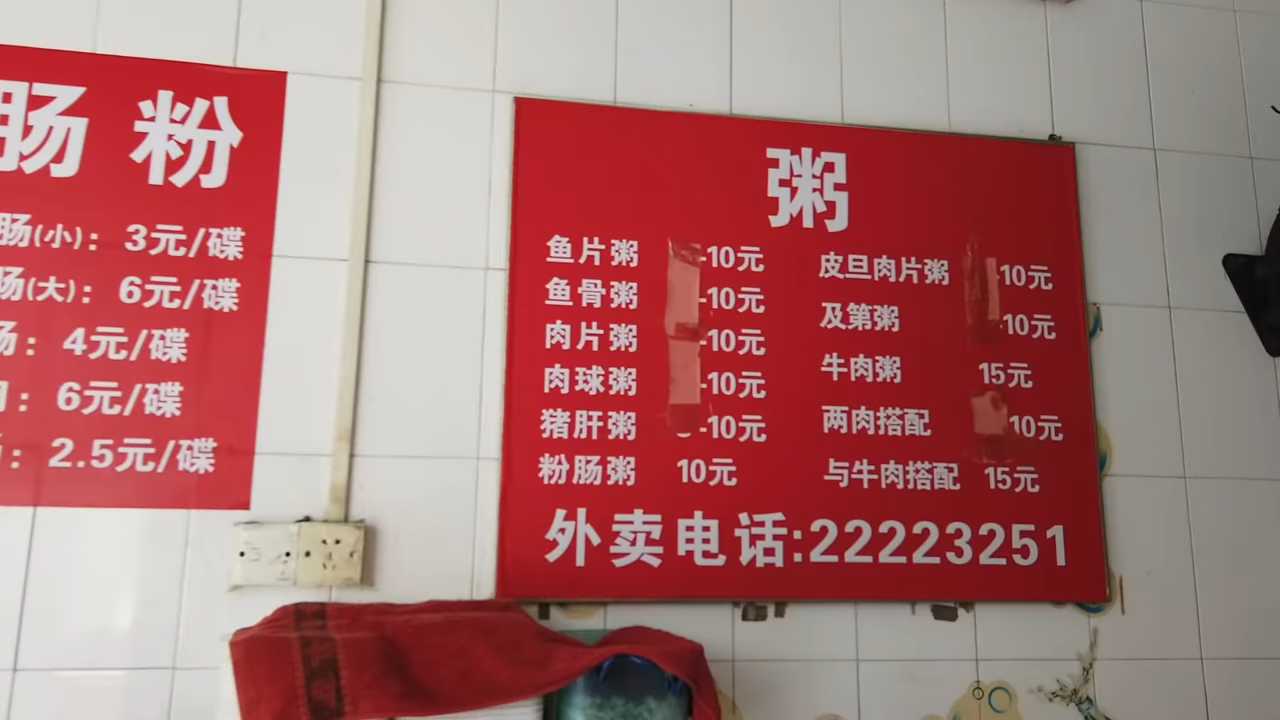 肠粉
肠(小)：3元/碟
肠(大)：6元/碟
肠：4元/碟
：6元/碟
：2.5元/碟
粥
鱼片粥 -10元
鱼骨粥 -10元
肉片粥 -10元
肉球粥 -10元
猪肝粥 -10元
粉肠粥 10元
皮旦肉片粥 -10元
及第粥 -10元
牛肉粥 15元
两肉搭配 10元
与牛肉搭配 15元
外卖电话:22223251